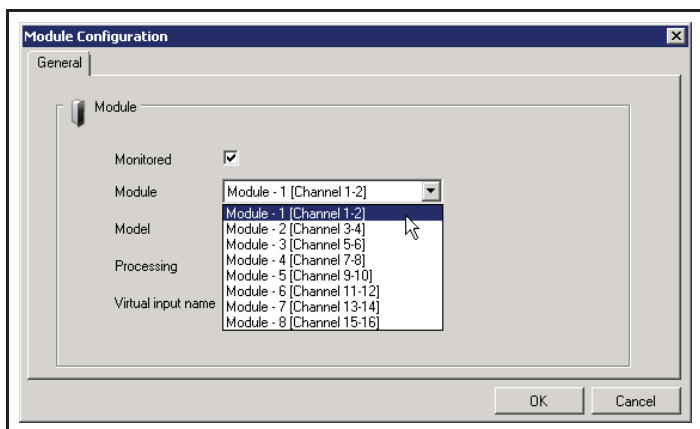 Module Configuration
General
Module
Monitored
Module
Module - 1 [Channel 1-2]
Module - 1 [Channel 1-2]
Module - 2 [Channel 3-4]
Model
Module - 3 [Channel 5-6]
Module - 4 [Channel 7-8]
Processing
Module - 5 [Channel 9-10]
Module - 6 [Channel 11-12]
Virtual input name
Module - 7 [Channel 13-14]
Module - 8 [Channel 15-16]
OK
Cancel